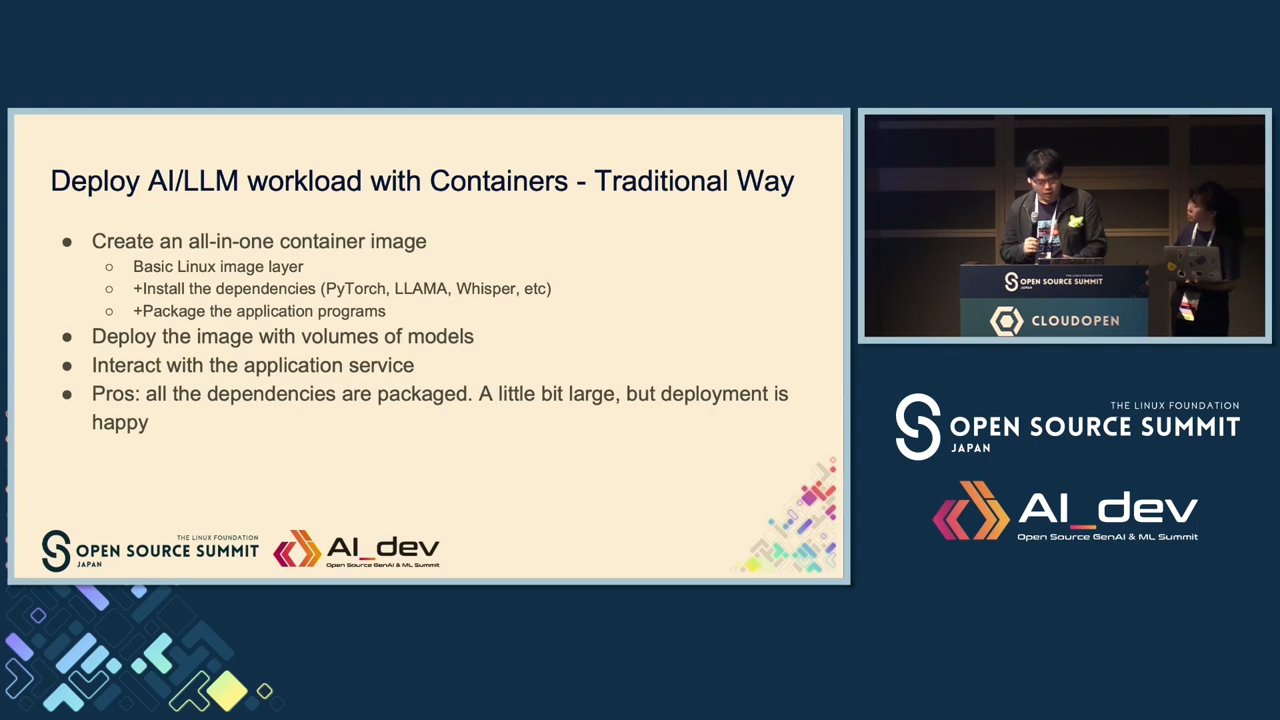 Deploy AI/LLM workload with Containers - Traditional Way
● Create an all-in-one container image
○ Basic Linux image layer
○ +Install the dependencies (PyTorch, LLAMA, Whisper, etc)
○ +Package the application programs
● Deploy the image with volumes of models
● Interact with the application service
● Pros: all the dependencies are packaged. A little bit large, but deployment is
happy
THE LINUX FOUNDATION
OPEN SOURCE SUMMIT
JAPAN
AI_dev
Open Source GenAI & ML Summit
THE LINUX FOUNDATION
OPEN SOURCE SUMMIT
JAPAN
CLOUDOPEN
THE LINUX FOUNDATION
OPEN SOURCE SUMMIT
JAPAN
AI_dev
Open Source GenAI & ML Summit